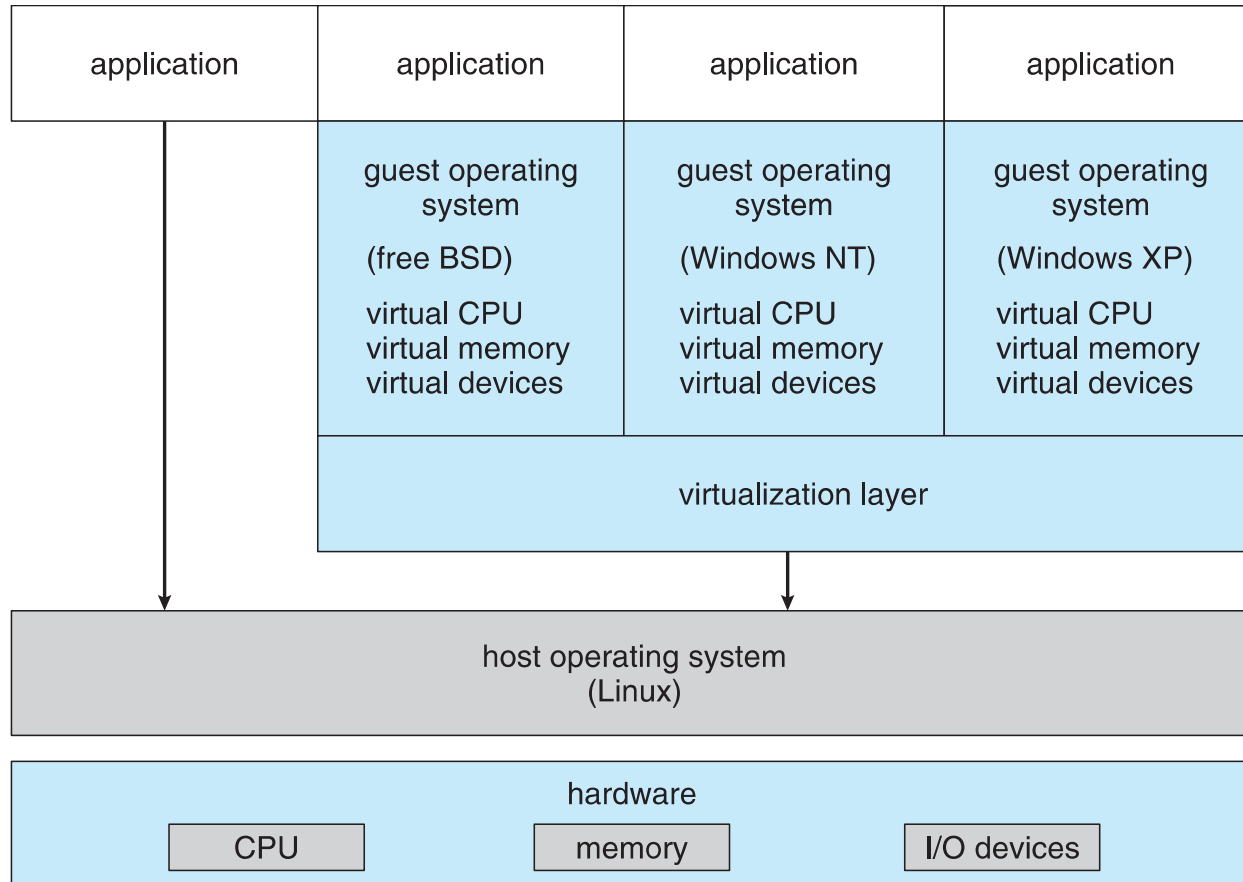 application
application
application
application
guest operating
system
(free BSD)
virtual CPU
virtual memory
virtual devices
guest operating
system
(Windows NT)
virtual CPU
virtual memory
virtual devices
guest operating
system
(Windows XP)
virtual CPU
virtual memory
virtual devices
virtualization layer
host operating system
(Linux)
hardware
CPU
memory
I/O devices